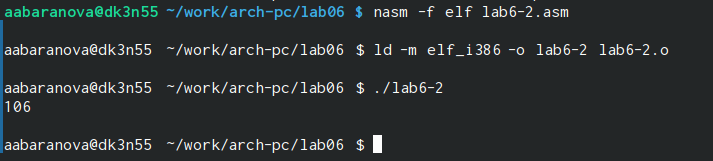 aabaranova@dk3n55 ~/work/arch-pc/lab06 $ nasm -f elf lab6-2.asm
aabaranova@dk3n55 ~/work/arch-pc/lab06 $ ld -m elf_i386 -o lab6-2 lab6-2.o
aabaranova@dk3n55 ~/work/arch-pc/lab06 $ ./lab6-2
106
aabaranova@dk3n55 ~/work/arch-pc/lab06 $